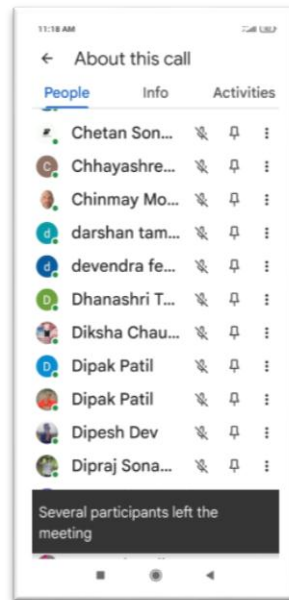 11:18 AM
About this call
People Info Activities
Chetan Son...
C Chhayashre...
Chinmay Mo...
d darshan tam...
d devendra fe...
D Dhanashri T...
Diksha Chau...
D Dipak Patil
Dipak Patil
Dipesh Dev
Dipraj Sona...
Several participants left the
meeting